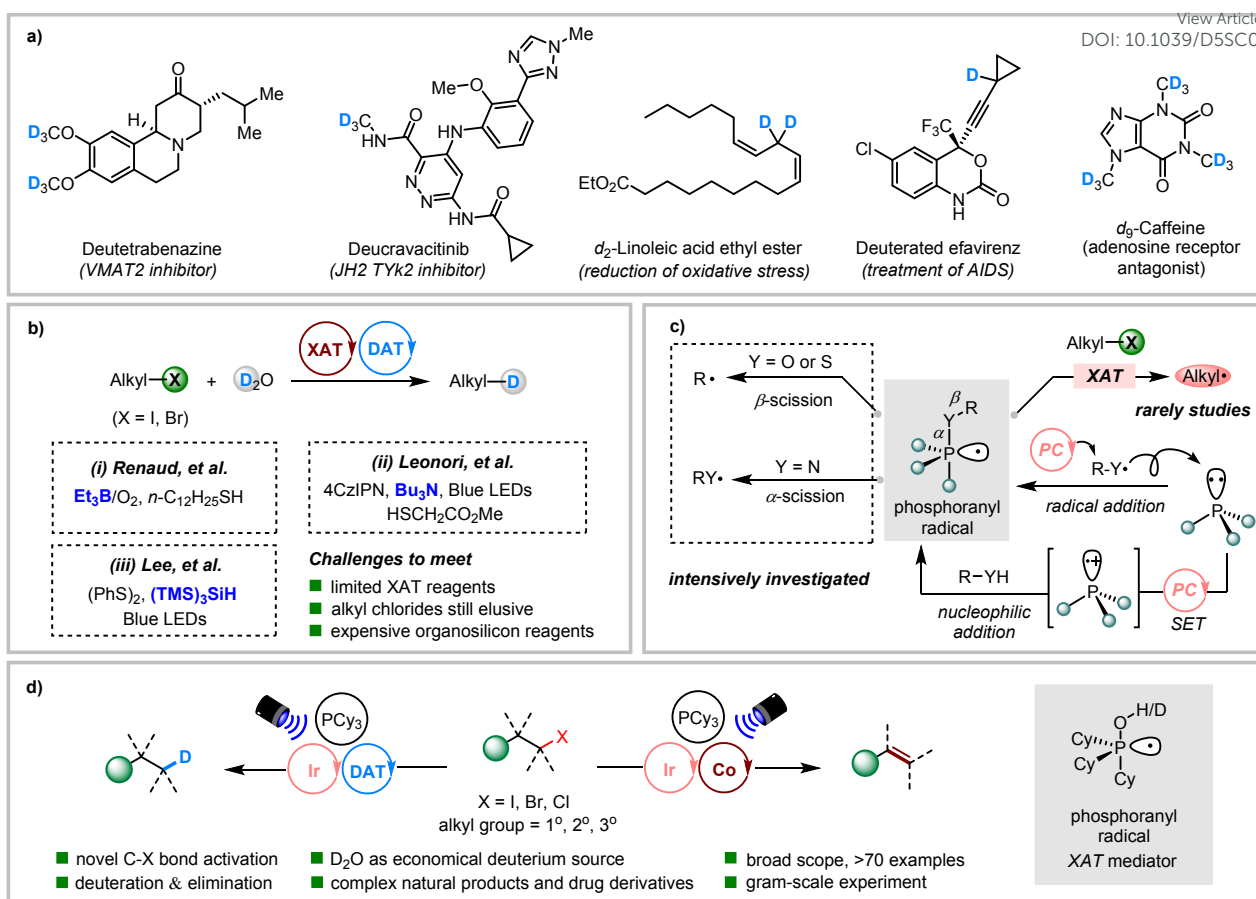 View Article
DOI: 10.1039/D5SC0
a)
O
H
N
Me
Me
D3CO
D3CO
Deutetrabenazine
(VMAT2 inhibitor)
N
N
N
Me
MeO
D3C
HN
O
HN
N
N
HN
O
Deucravacitinib
(JH2 TYk2 inhibitor)
D D
EtO2C
d2-Linoleic acid ethyl ester
(reduction of oxidative stress)
D
F3C
Cl
O
N
H
O
Deuterated efavirenz
(treatment of AIDS)
CD3
N
N
O
N
N
CD3
D3C
O
d9-Caffeine
(adenosine receptor
antagonist)
b)
XAT DAT
Alkyl X + D2O Alkyl D
(X = I, Br)
(i) Renaud, et al.
Et3B/O2, n-C12H25SH
(ii) Leonori, et al.
4CzIPN, Bu3N, Blue LEDs
HSCH2CO2Me
(iii) Lee, et al.
(PhS)2, (TMS)3SiH
Blue LEDs
Challenges to meet
limited XAT reagents
alkyl chlorides still elusive
expensive organosilicon reagents
c)
R• Y = O or S
β-scission
RY• Y = N
α-scission
intensively investigated
β
Y R
α
P •
phosphoranyl
radical
Alkyl X
XAT Alkyl•
rarely studies
PC R-Y•
radical addition
P
R−YH
nucleophilic
addition
P
PC
SET
d)
PCy3
Ir DAT
D
X
X = I, Br, Cl
alkyl group = 1o, 2o, 3o
PCy3
Ir Co
H/D
O
Cy P •
Cy Cy
phosphoranyl
radical
XAT mediator
novel C-X bond activation
deuteration & elimination
D2O as economical deuterium source
complex natural products and drug derivatives
broad scope, >70 examples
gram-scale experiment